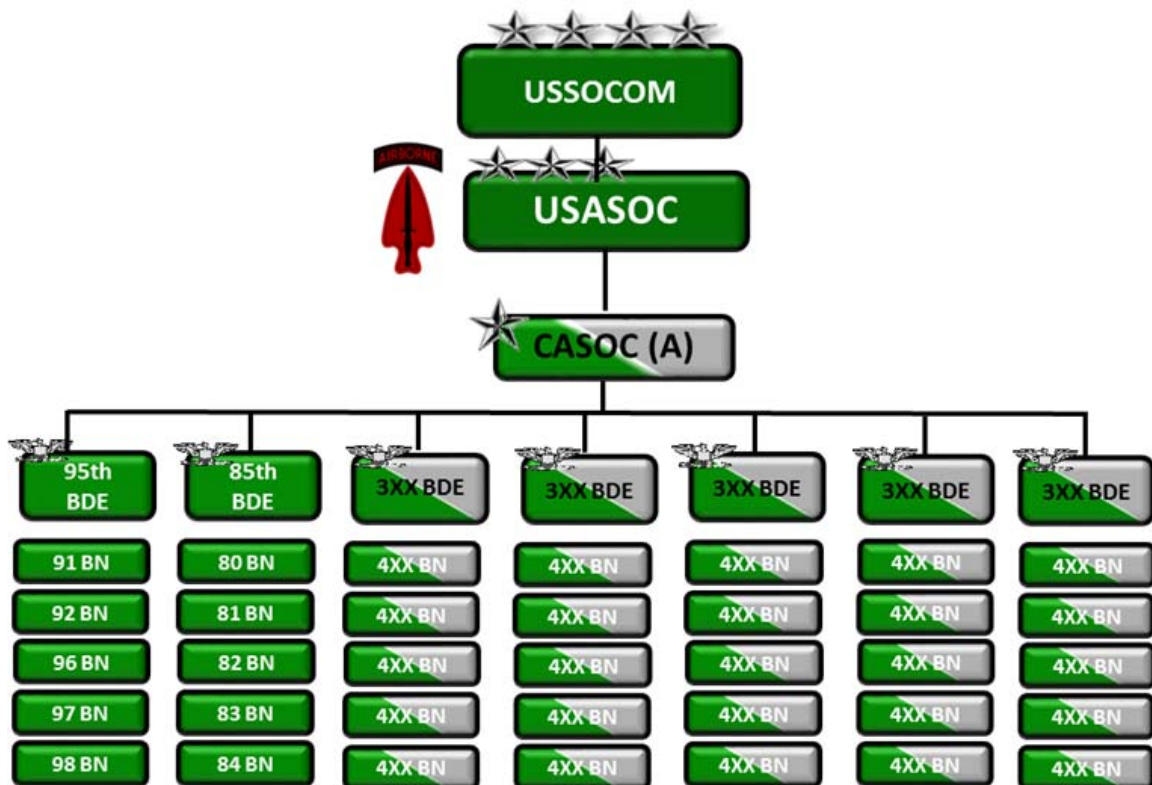 USSOCOM
AIRBORNE
USASOC
CASOC (A)
95th
BDE
85th
BDE
3XX BDE
3XX BDE
3XX BDE
3XX BDE
3XX BDE
91 BN
80 BN
4XX BN
4XX BN
4XX BN
4XX BN
4XX BN
92 BN
81 BN
4XX BN
4XX BN
4XX BN
4XX BN
4XX BN
96 BN
82 BN
4XX BN
4XX BN
4XX BN
4XX BN
4XX BN
97 BN
83 BN
4XX BN
4XX BN
4XX BN
4XX BN
4XX BN
98 BN
84 BN
4XX BN
4XX BN
4XX BN
4XX BN
4XX BN